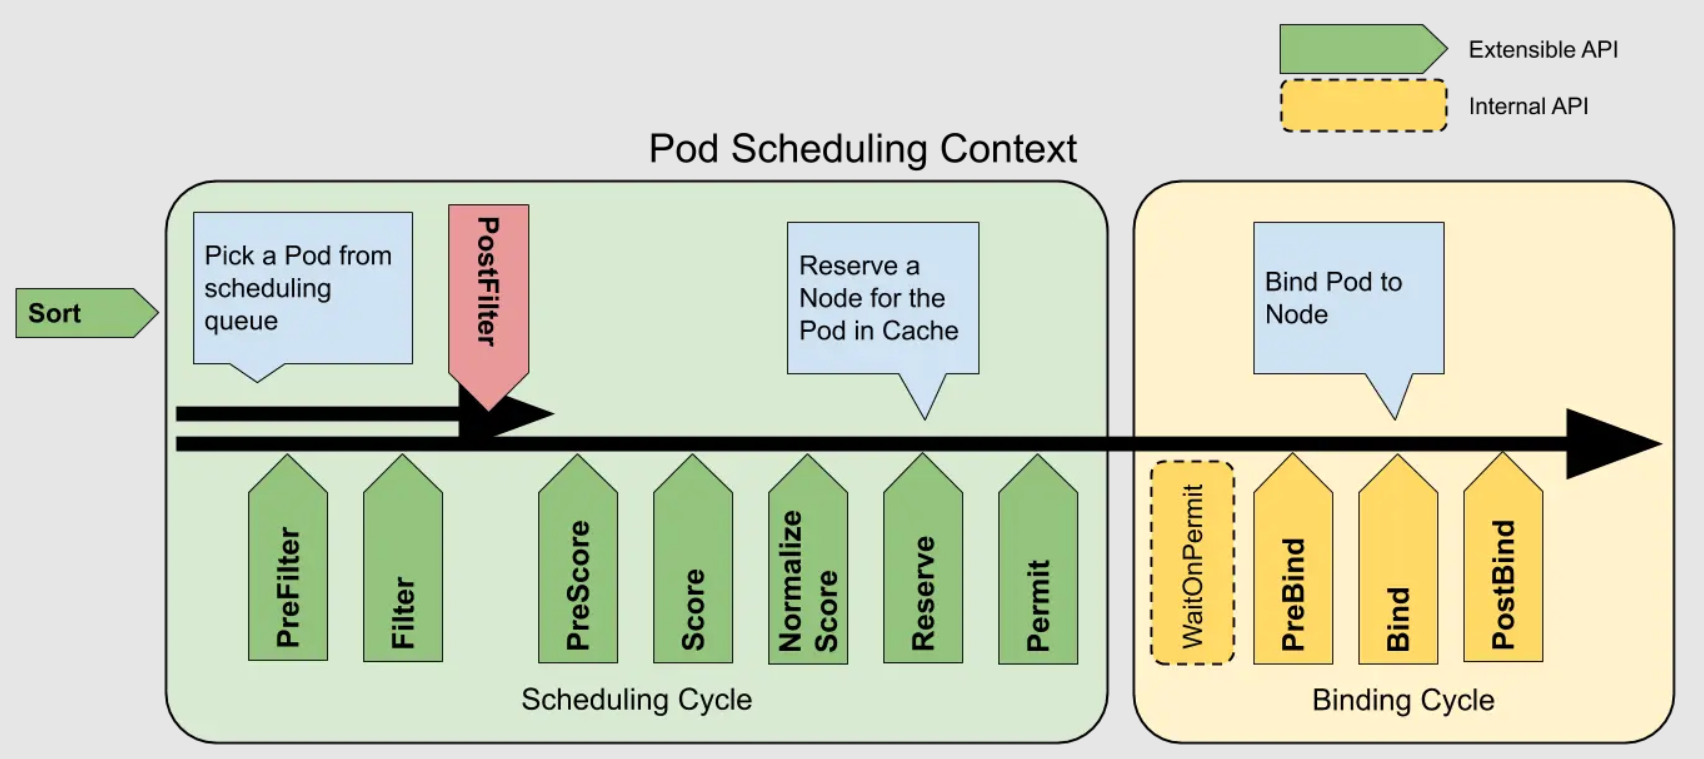 Extensible API
Internal API
Pod Scheduling Context
Sort
Pick a Pod from
scheduling
queue
PostFilter
Reserve a
Node for the
Pod in Cache
Bind Pod to
Node
PreFilter
Filter
PreScore
Score
Normalize
Score
Reserve
Permit
WaitOnPermit
PreBind
Bind
PostBind
Scheduling Cycle
Binding Cycle